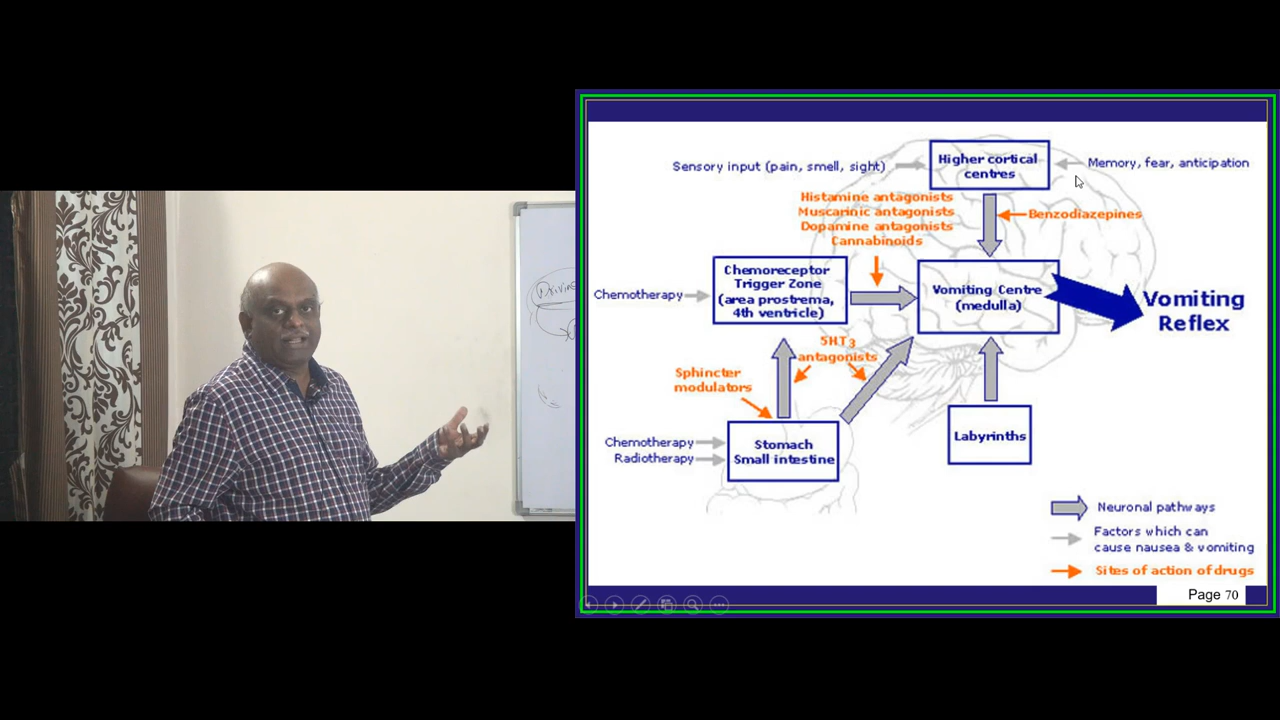 Driving
Higher cortical
centres
Sensory input (pain, smell, sight)
Memory, fear, anticipation
Histamine antagonists
Muscarinic antagonists
Dopamine antagonists
Cannabinoids
Benzodiazepines
Chemotherapy
Chemoreceptor
Trigger Zone
(area prostrema,
4th ventricle)
Vomiting Centre
(medulla)
Vomiting
Reflex
5HT3
antagonists
Sphincter
modulators
Chemotherapy
Radiotherapy
Stomach
Small intestine
Labyrinths
Neuronal pathways
Factors which can
cause nausea & vomiting
Sites of action of drugs
Page 70